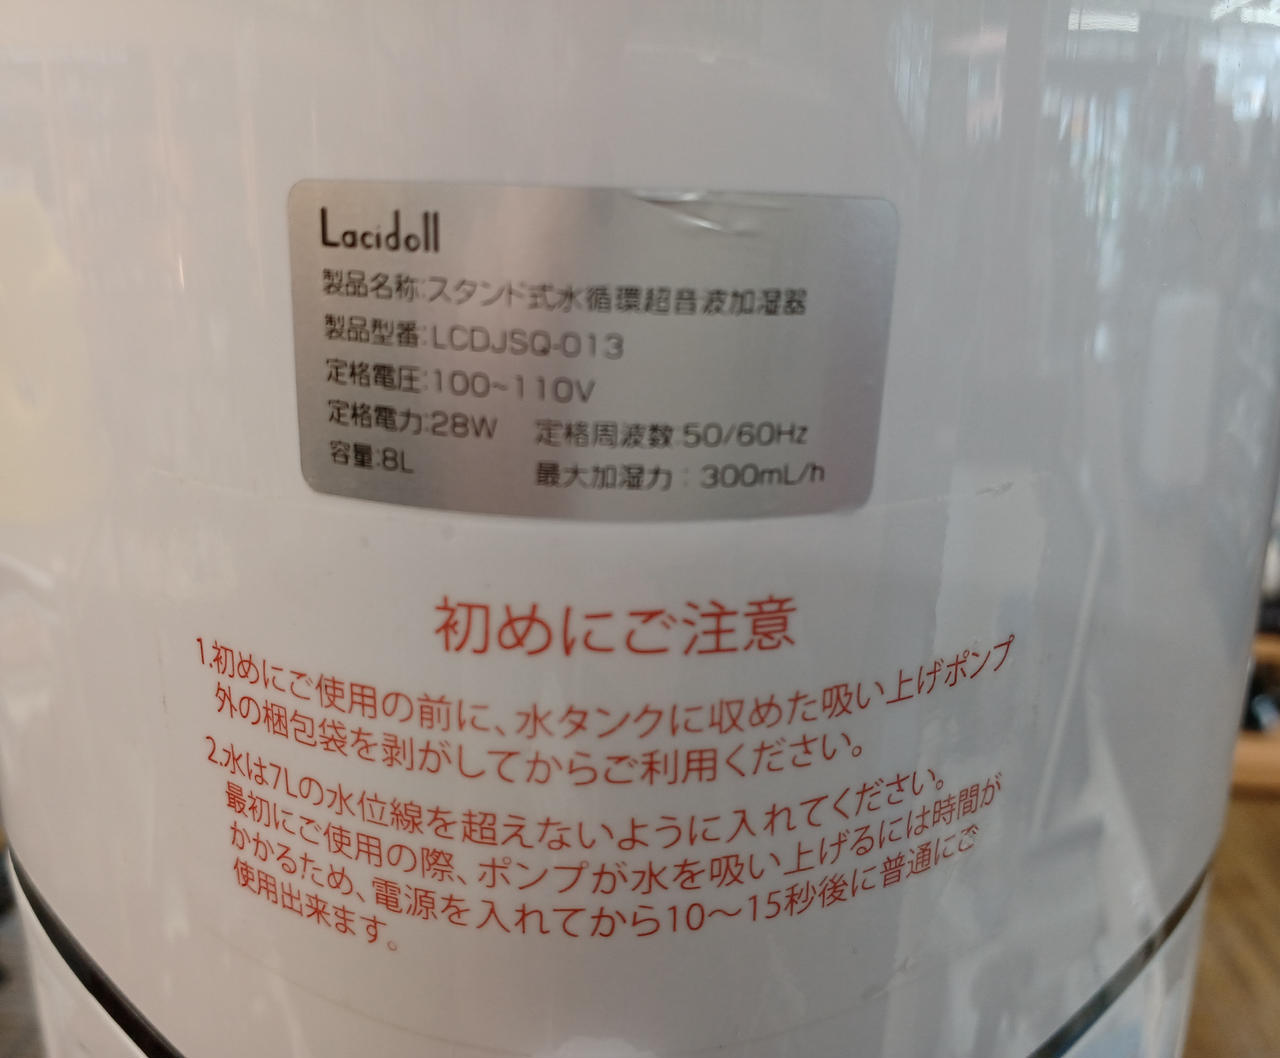 Lacidoll
製品名称:スタンド式水循環超音波加湿器
製品型番:LCDJSQ-013
定格電圧:100~110V
定格電力:28W 定格周波数:50/60Hz
容量:8L 最大加湿力：300mL/h
初めにご注意
1.初めにご使用の前に、水タンクに収めた吸い上げポンプ
外の梱包袋を剥がしてからご利用ください。
2.水は7Lの水位線を超えないように入れてください。
最初にご使用の際、ポンプが水を吸い上げるには時間が
かかるため、電源を入れてから10～15秒後に普通にご
使用出来ます。